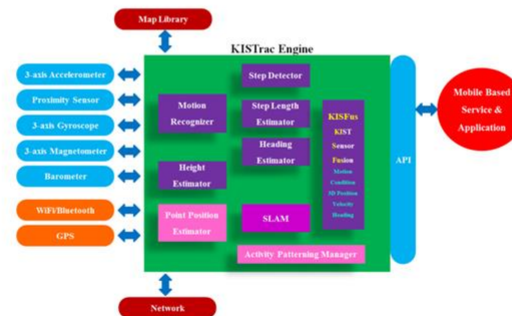 Map Library
KISTrac Engine
3-axis Accelerometer
Proximity Sensor
3-axis Gyroscope
3-axis Magnetometer
Barometer
WiFi/Bluetooth
GPS
Motion
Recognizer
Height
Estimator
Point Position
Estimator
Step Detector
Step Length
Estimator
Heading
Estimator
SLAM
Activity Patterning Manager
KISFus
KIST
Sensor
Fusion
Motion
Condition
3D Position
Velocity
Heading
API
Mobile Based
Service &
Application
Network